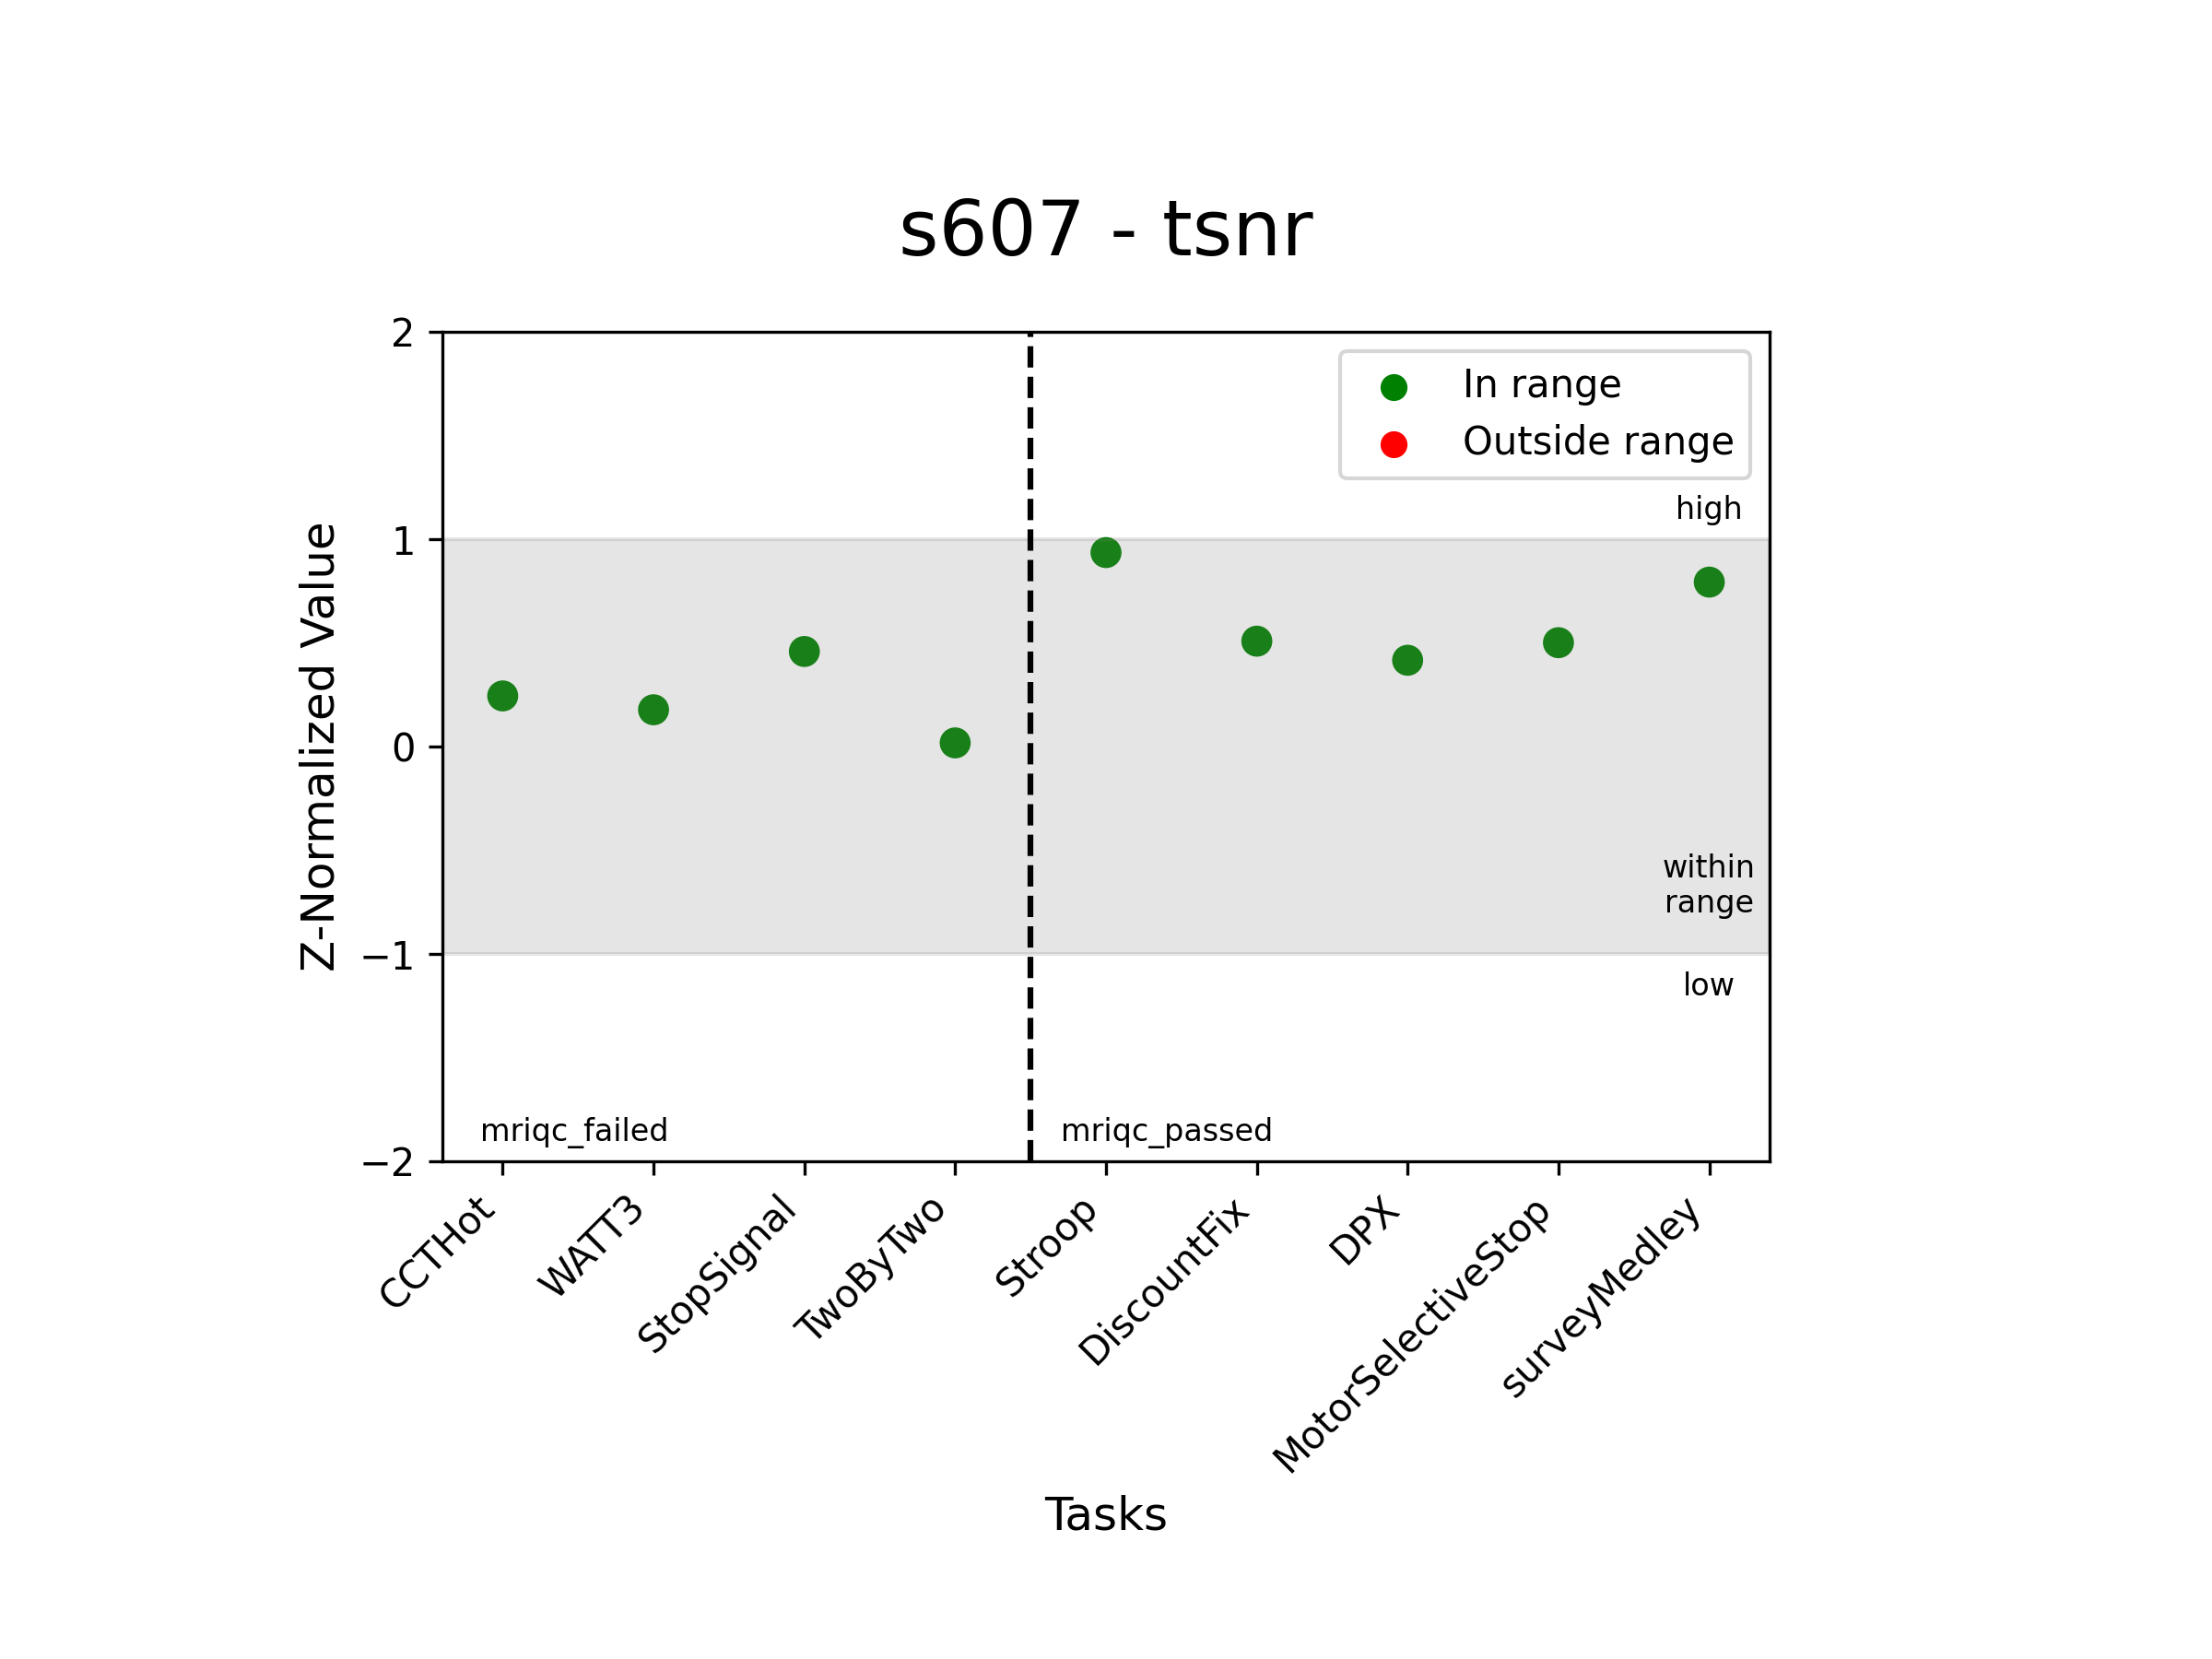 s607 - tsnr
Z-Normalized Value
2
1
0
−1
−2
In range
Outside range
high
within
range
low
mriqc_failed
mriqc_passed
CCTHot
WATT3
StopSignal
TwoByTwo
Stroop
DiscountFix
DPX
MotorSelectiveStop
surveyMedley
Tasks